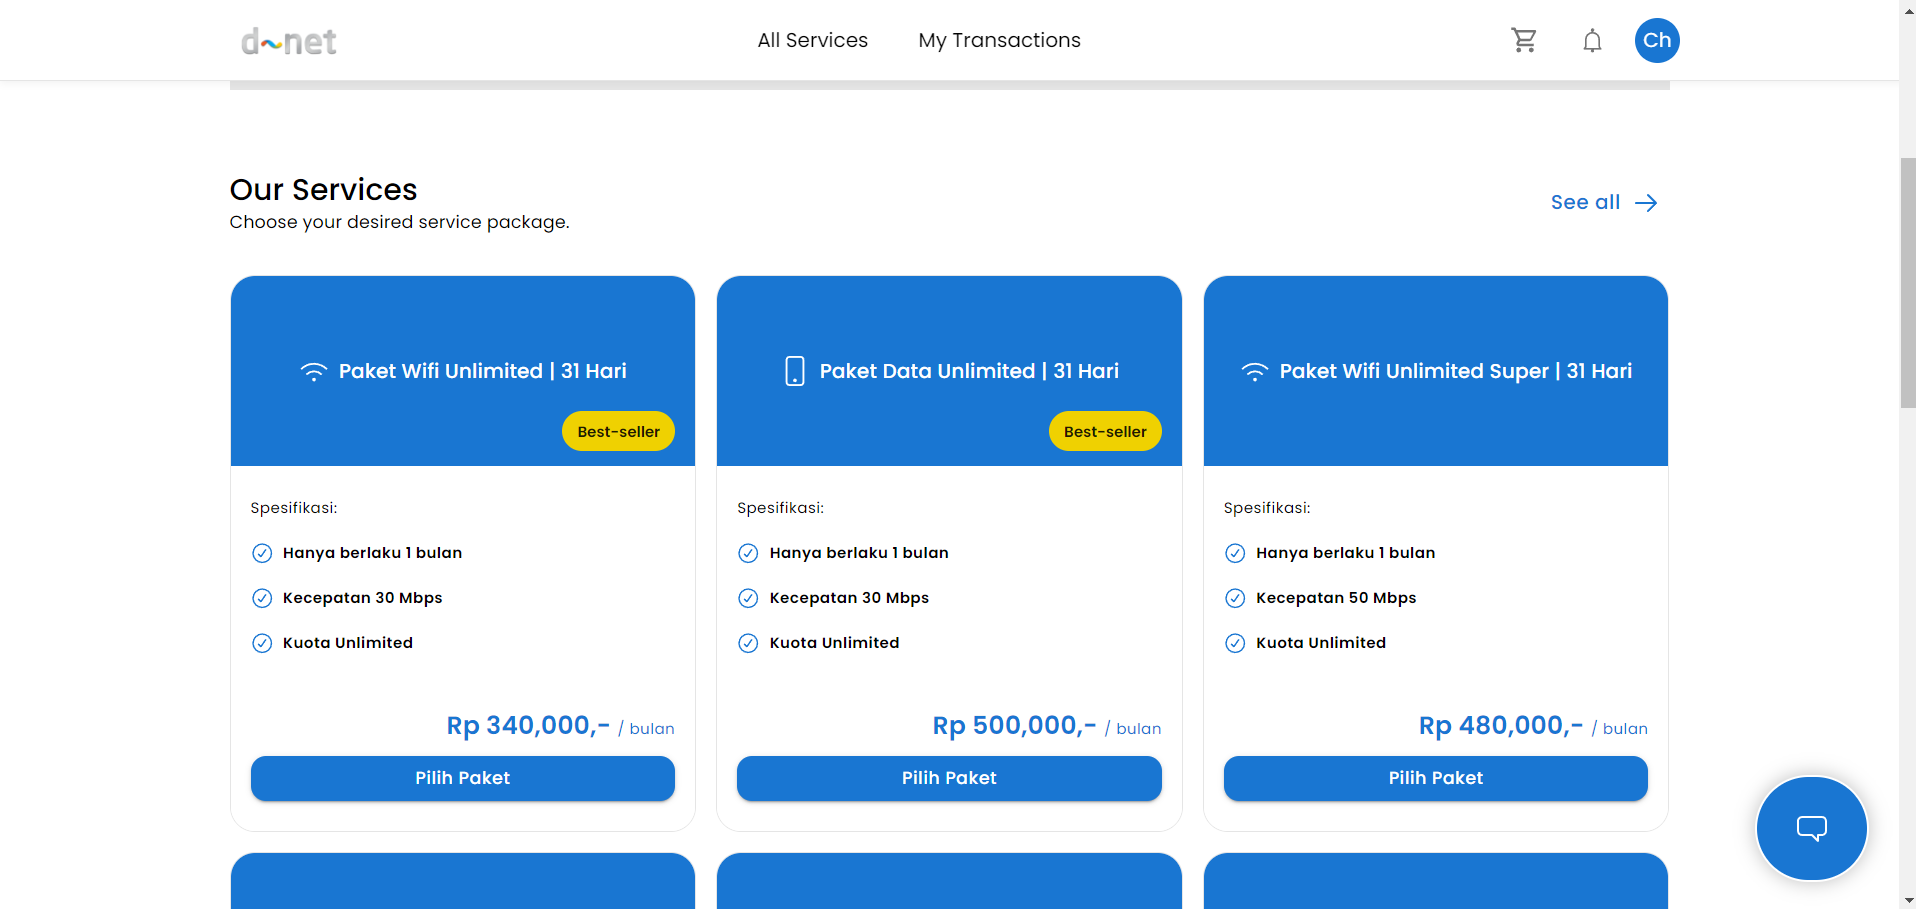 d~net
All Services
My Transactions
Ch
Our Services
Choose your desired service package.
See all
Paket Wifi Unlimited | 31 Hari
Best-seller
Spesifikasi:
Hanya berlaku 1 bulan
Kecepatan 30 Mbps
Kuota Unlimited
Rp 340,000,- / bulan
Pilih Paket
Paket Data Unlimited | 31 Hari
Best-seller
Spesifikasi:
Hanya berlaku 1 bulan
Kecepatan 30 Mbps
Kuota Unlimited
Rp 500,000,- / bulan
Pilih Paket
Paket Wifi Unlimited Super | 31 Hari
Spesifikasi:
Hanya berlaku 1 bulan
Kecepatan 50 Mbps
Kuota Unlimited
Rp 480,000,- / bulan
Pilih Paket